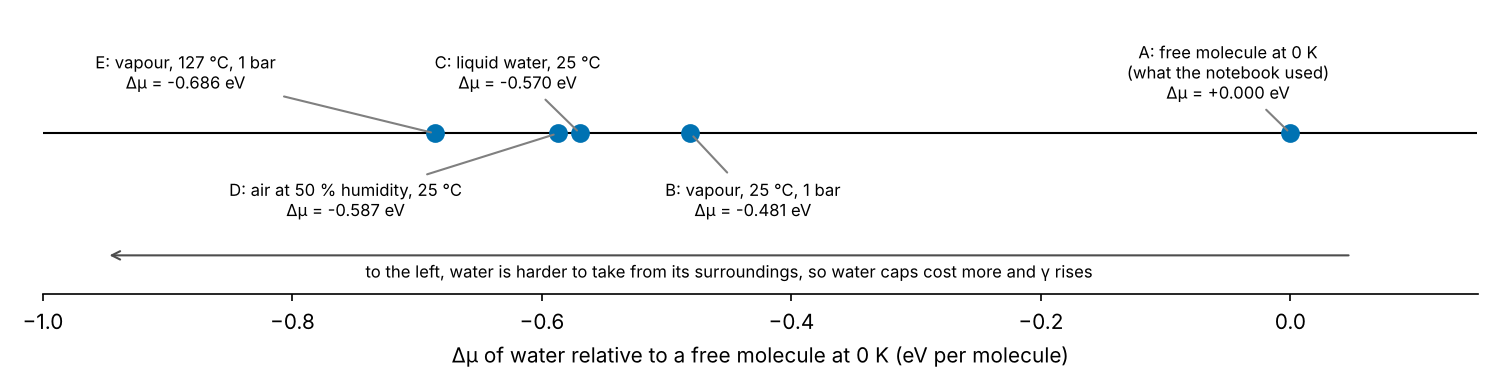 E: vapour, 127 °C, 1 bar
Δμ = -0.686 eV
C: liquid water, 25 °C
Δμ = -0.570 eV
A: free molecule at 0 K
(what the notebook used)
Δμ = +0.000 eV
D: air at 50 % humidity, 25 °C
Δμ = -0.587 eV
B: vapour, 25 °C, 1 bar
Δμ = -0.481 eV
to the left, water is harder to take from its surroundings, so water caps cost more and γ rises
−1.0
−0.8
−0.6
−0.4
−0.2
0.0
Δμ of water relative to a free molecule at 0 K (eV per molecule)